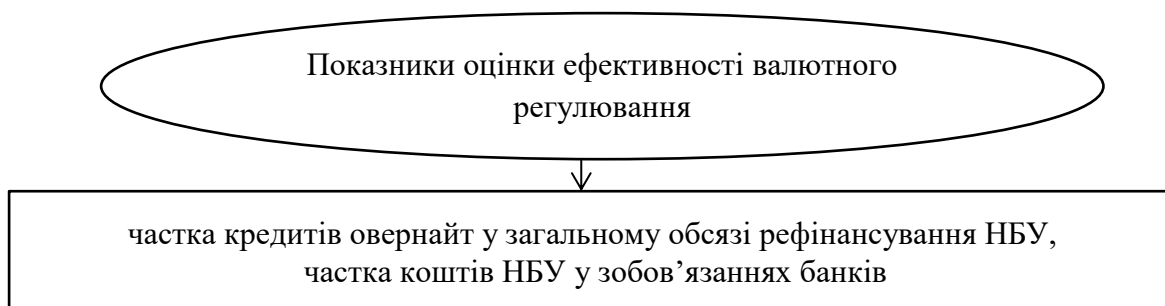 Показники оцінки ефективності валютного
регулювання
частка кредитів овернайт у загальному обсязі рефінансування НБУ,
частка коштів НБУ у зобов’язаннях банків